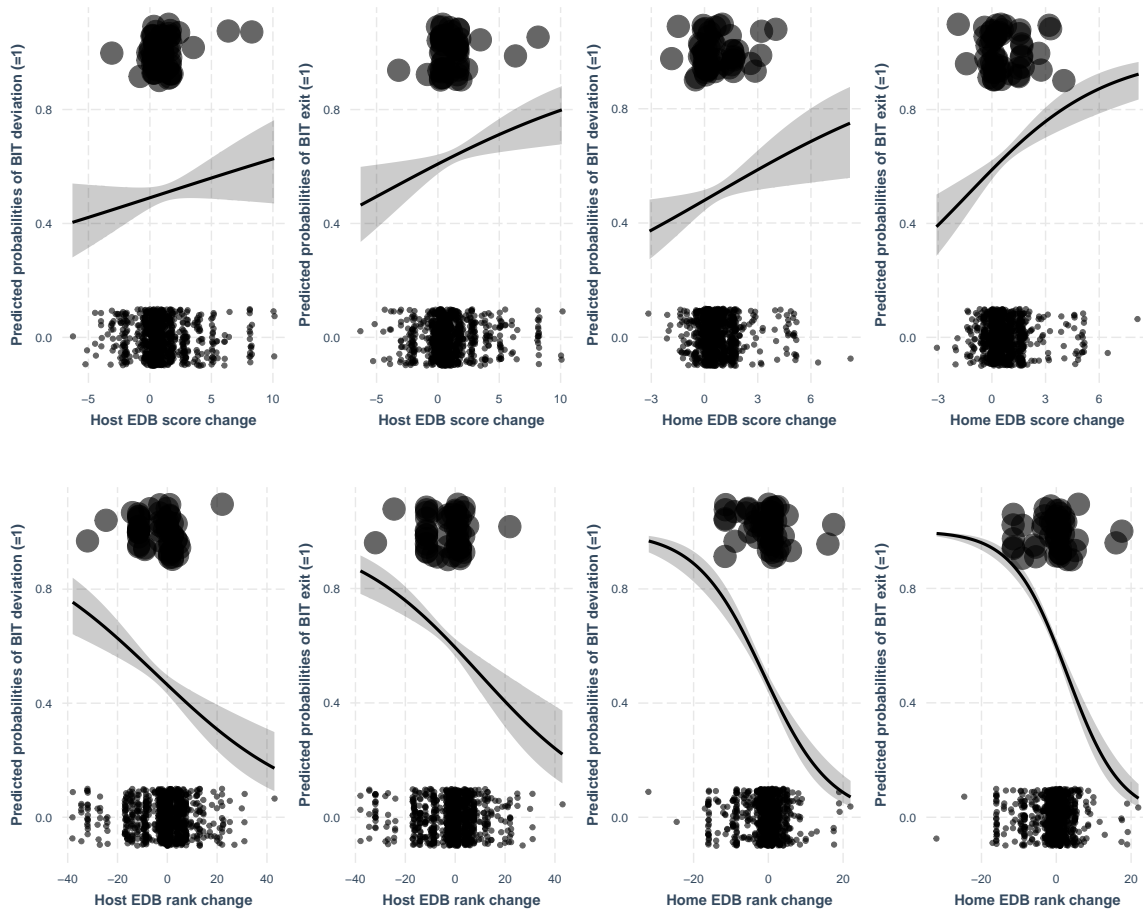 Predicted probabilities of BIT deviation (=1)
0.8
0.4
0.0
−5 0 5 10
Host EDB score change
Predicted probabilities of BIT exit (=1)
0.8
0.4
0.0
−5 0 5 10
Host EDB score change
Predicted probabilities of BIT deviation (=1)
0.8
0.4
0.0
−3 0 3 6
Home EDB score change
Predicted probabilities of BIT exit (=1)
0.8
0.4
0.0
−3 0 3 6
Home EDB score change
Predicted probabilities of BIT deviation (=1)
0.8
0.4
0.0
−40 −20 0 20 40
Host EDB rank change
Predicted probabilities of BIT exit (=1)
0.8
0.4
0.0
−40 −20 0 20 40
Host EDB rank change
Predicted probabilities of BIT deviation (=1)
0.8
0.4
0.0
−20 0 20
Home EDB rank change
Predicted probabilities of BIT exit (=1)
0.8
0.4
0.0
−20 0 20
Home EDB rank change